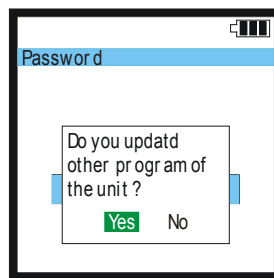 Password
Do you updatd
other program of
the unit ?
Yes No